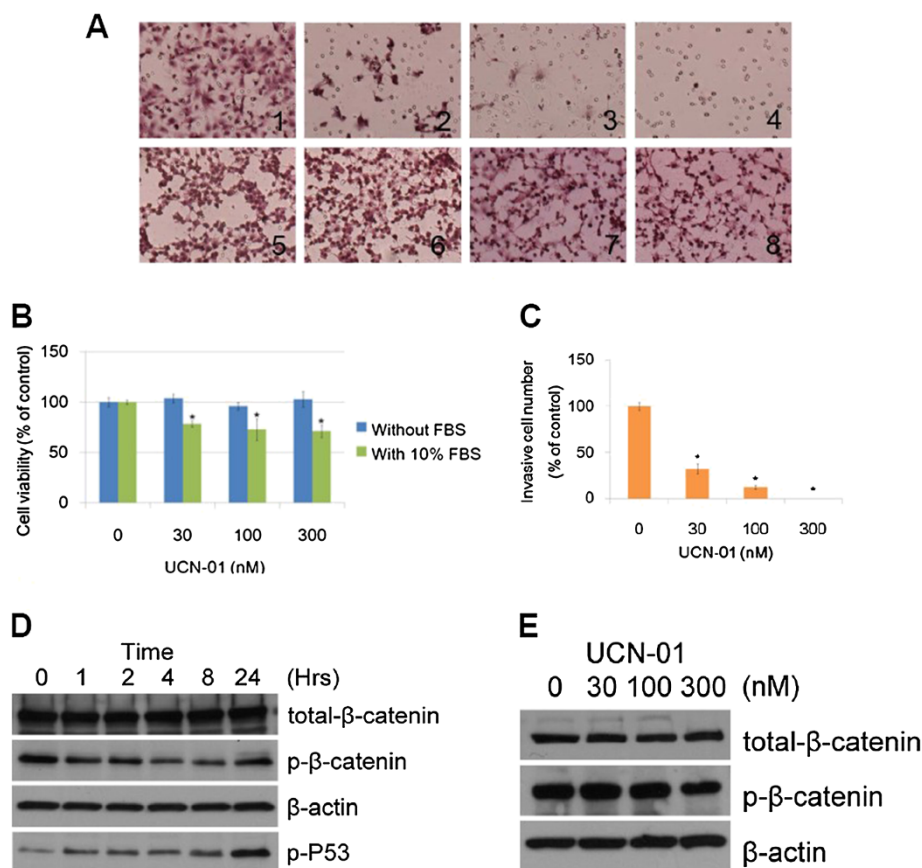 A
1 2 3 4
5 6 7 8
B
Cell viability (% of control)
150
100
50
0
0 30 100 300
UCN-01 (nM)
* * *
Without FBS
With 10% FBS
C
Invasive cell number
(% of control)
150
100
50
0
0 30 100 300
UCN-01 (nM)
* * *
D
Time
0 1 2 4 8 24 (Hrs)
total-β-catenin
p-β-catenin
β-actin
p-P53
E
UCN-01
0 30 100 300 (nM)
total-β-catenin
p-β-catenin
β-actin